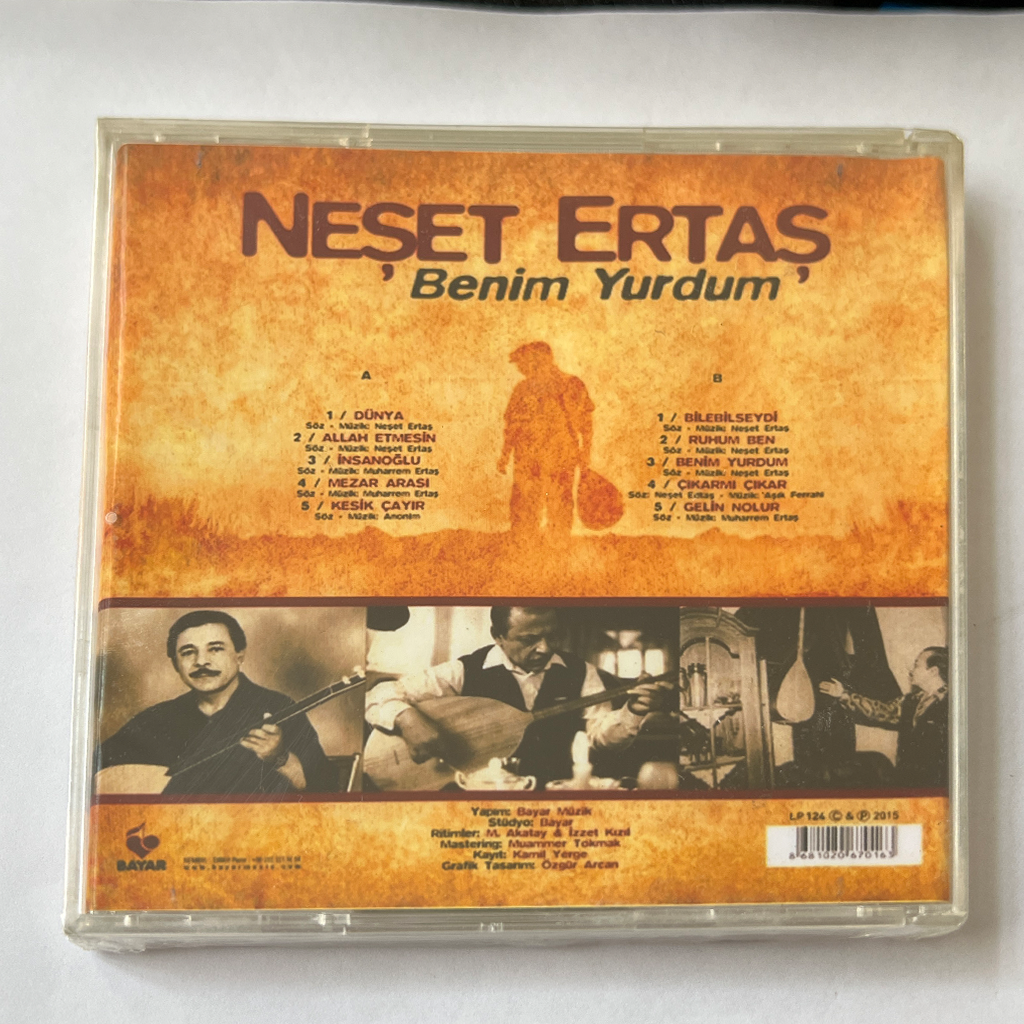 NEŞET ERTAŞ
Benim Yurdum
A
1 / DÜNYA
Söz - Müzik: Neşet Ertaş
2 / ALLAH ETMESİN
Söz - Müzik: Neşet Ertaş
3 / İNSANOĞLU
Söz - Müzik: Muharrem Ertaş
4 / MEZAR ARASI
Söz - Müzik: Muharrem Ertaş
5 / KESİK ÇAYIR
Söz - Müzik: Anonim
B
1 / BİLEBİLSEYDİ
Söz - Müzik: Neşet Ertaş
2 / RUHUM BEN
Söz - Müzik: Neşet Ertaş
3 / BENİM YURDUM
Söz - Müzik: Neşet Ertaş
4 / ÇIKARMI ÇIKAR
Söz: Neşet Edtaş - Müzik: Aşık Ferrahi
5 / GELİN NOLUR
Söz - Müzik: Muharrem Ertaş
Yapım: Bayar Müzik
Stüdyo: Bayar
Ritimler: M. Akatay & İzzet Kızıl
Mastering: Muammer Tokmak
Kayıt: Kamil Yerge
Grafik Tasarım: Özgür Arcan
BAYAR
www.bayarmusic.com
LP 124 © & ℗ 2015
8 681020 670163